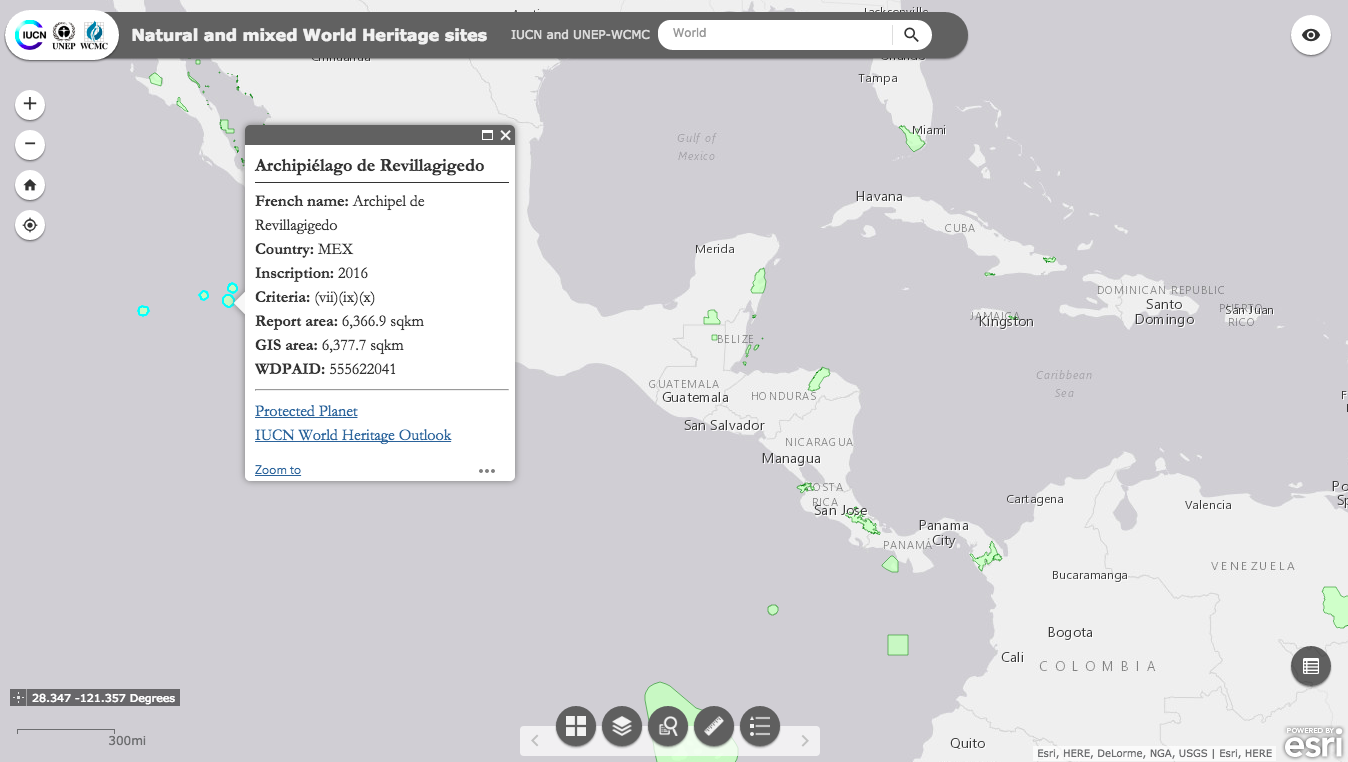 IUCN
UNEP WCMC
Natural and mixed World Heritage sites
IUCN and UNEP-WCMC
World
Jacksonville
Chihuahua
Orlando
Tampa
Miami
Gulf of
Mexico
Havana
CUBA
Merida
Archipiélago de Revillagigedo
French name: Archipel de
Revillagigedo
Country: MEX
Inscription: 2016
Criteria: (vii)(ix)(x)
Report area: 6,366.9 sqkm
GIS area: 6,377.7 sqkm
WDPAID: 555622041
Protected Planet
IUCN World Heritage Outlook
Zoom to
DOMINICAN REPUBLIC
Santo
Domingo
PUERTO
RICO
San Juan
JAMAICA
Kingston
BELIZE
Caribbean
Sea
GUATEMALA
Guatemala
HONDURAS
San Salvador
NICARAGUA
Managua
COSTA
RICA
San Jose
Panama
City
PANAMÁ
Cartagena
Valencia
VENEZUELA
Bucaramanga
Bogota
Cali
COLOMBIA
Quito
28.347 -121.357 Degrees
300mi
Esri, HERE, DeLorme, NGA, USGS | Esri, HERE
POWERED BY
esri